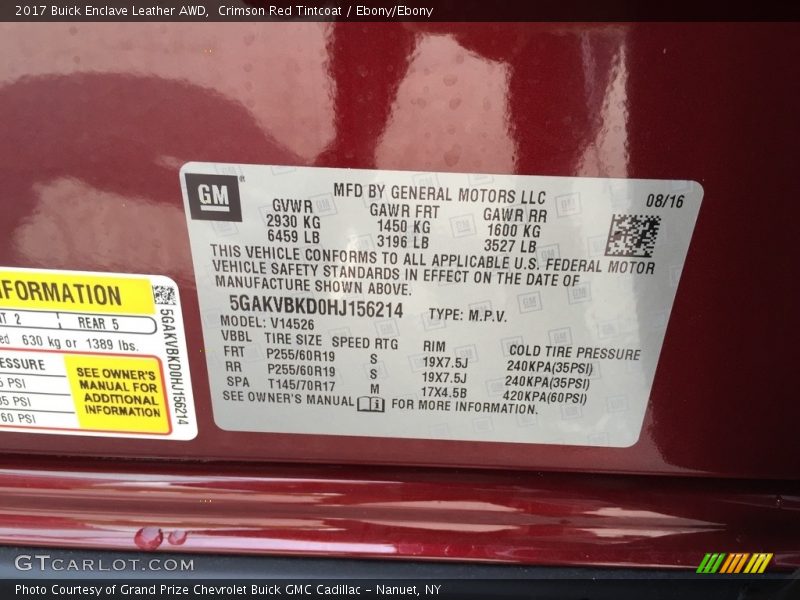 2017 Buick Enclave Leather AWD,  Crimson Red Tintcoat / Ebony/Ebony
GM
MFD BY GENERAL MOTORS LLC 08/16
GVWR GAWR FRT GAWR RR
2930 KG 1450 KG 1600 KG
6459 LB 3196 LB 3527 LB
THIS VEHICLE CONFORMS TO ALL APPLICABLE U.S. FEDERAL MOTOR
VEHICLE SAFETY STANDARDS IN EFFECT ON THE DATE OF
MANUFACTURE SHOWN ABOVE.
5GAKVBKD0HJ156214 TYPE: M.P.V.
MODEL: V14526
VBBL TIRE SIZE SPEED RTG RIM COLD TIRE PRESSURE
FRT P255/60R19 S 19X7.5J 240KPA(35PSI)
RR P255/60R19 S 19X7.5J 240KPA(35PSI)
SPA T145/70R17 M 17X4.5B 420KPA(60PSI)
SEE OWNER'S MANUAL FOR MORE INFORMATION.
REAR 5
630 kg or 1389 lbs.
PSI
PSI
60 PSI
SEE OWNER'S
MANUAL FOR
ADDITIONAL
INFORMATION
5GAKVBKD0HJ156214
GTCARLOT.COM
Photo Courtesy of Grand Prize Chevrolet Buick GMC Cadillac – Nanuet, NY